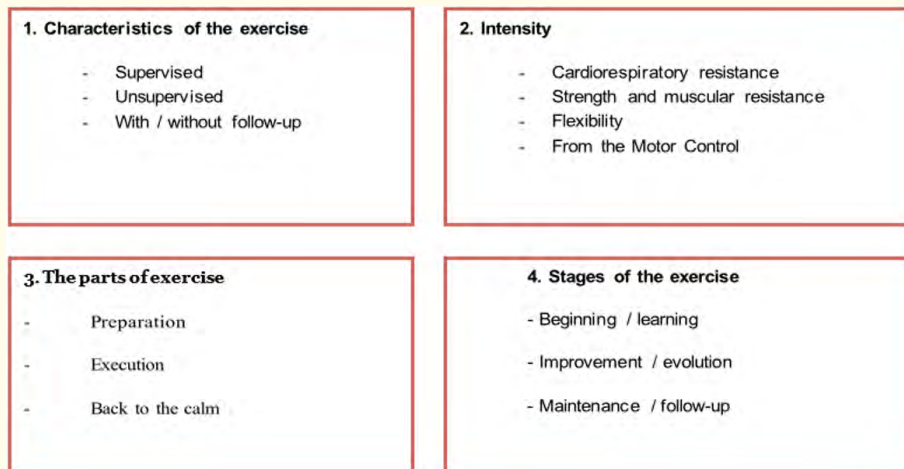 1. Characteristics of the exercise
- Supervised
- Unsupervised
- With / without follow-up
2. Intensity
- Cardiorespiratory resistance
- Strength and muscular resistance
- Flexibility
- From the Motor Control
3. The parts of exercise
- Preparation
- Execution
- Back to the calm
4. Stages of the exercise
- Beginning / learning
- Improvement / evolution
- Maintenance / follow-up